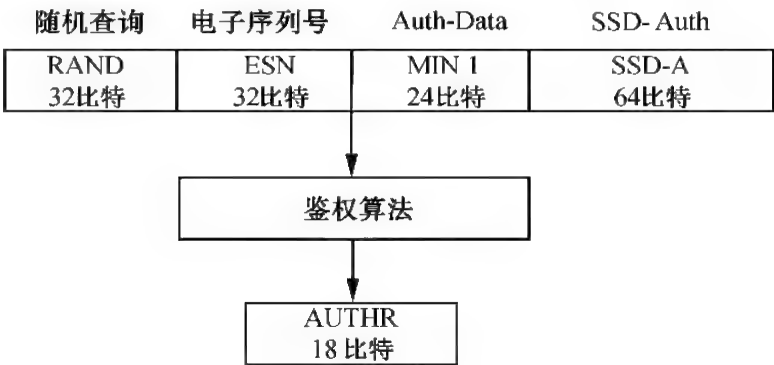 随机查询 电子序列号 Auth-Data SSD- Auth
RAND ESN MIN 1 SSD-A
32比特 32比特 24比特 64比特
鉴权算法
AUTHR
18比特